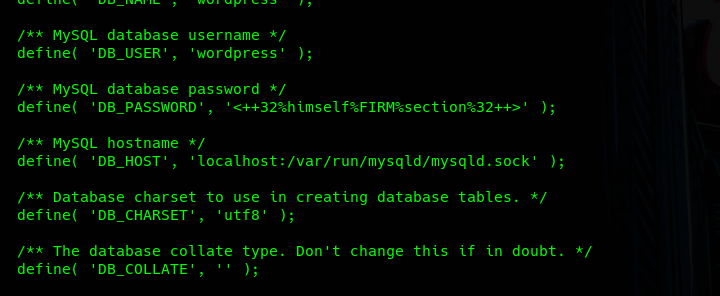 define( 'DB_NAME', 'wordpress' );
/** MySQL database username */
define( 'DB_USER', 'wordpress' );
/** MySQL database password */
define( 'DB_PASSWORD', '<++32%himself%FIRM%section%32++>' );
/** MySQL hostname */
define( 'DB_HOST', 'localhost:/var/run/mysqld/mysqld.sock' );
/** Database charset to use in creating database tables. */
define( 'DB_CHARSET', 'utf8' );
/** The database collate type. Don't change this if in doubt. */
define( 'DB_COLLATE', '' );